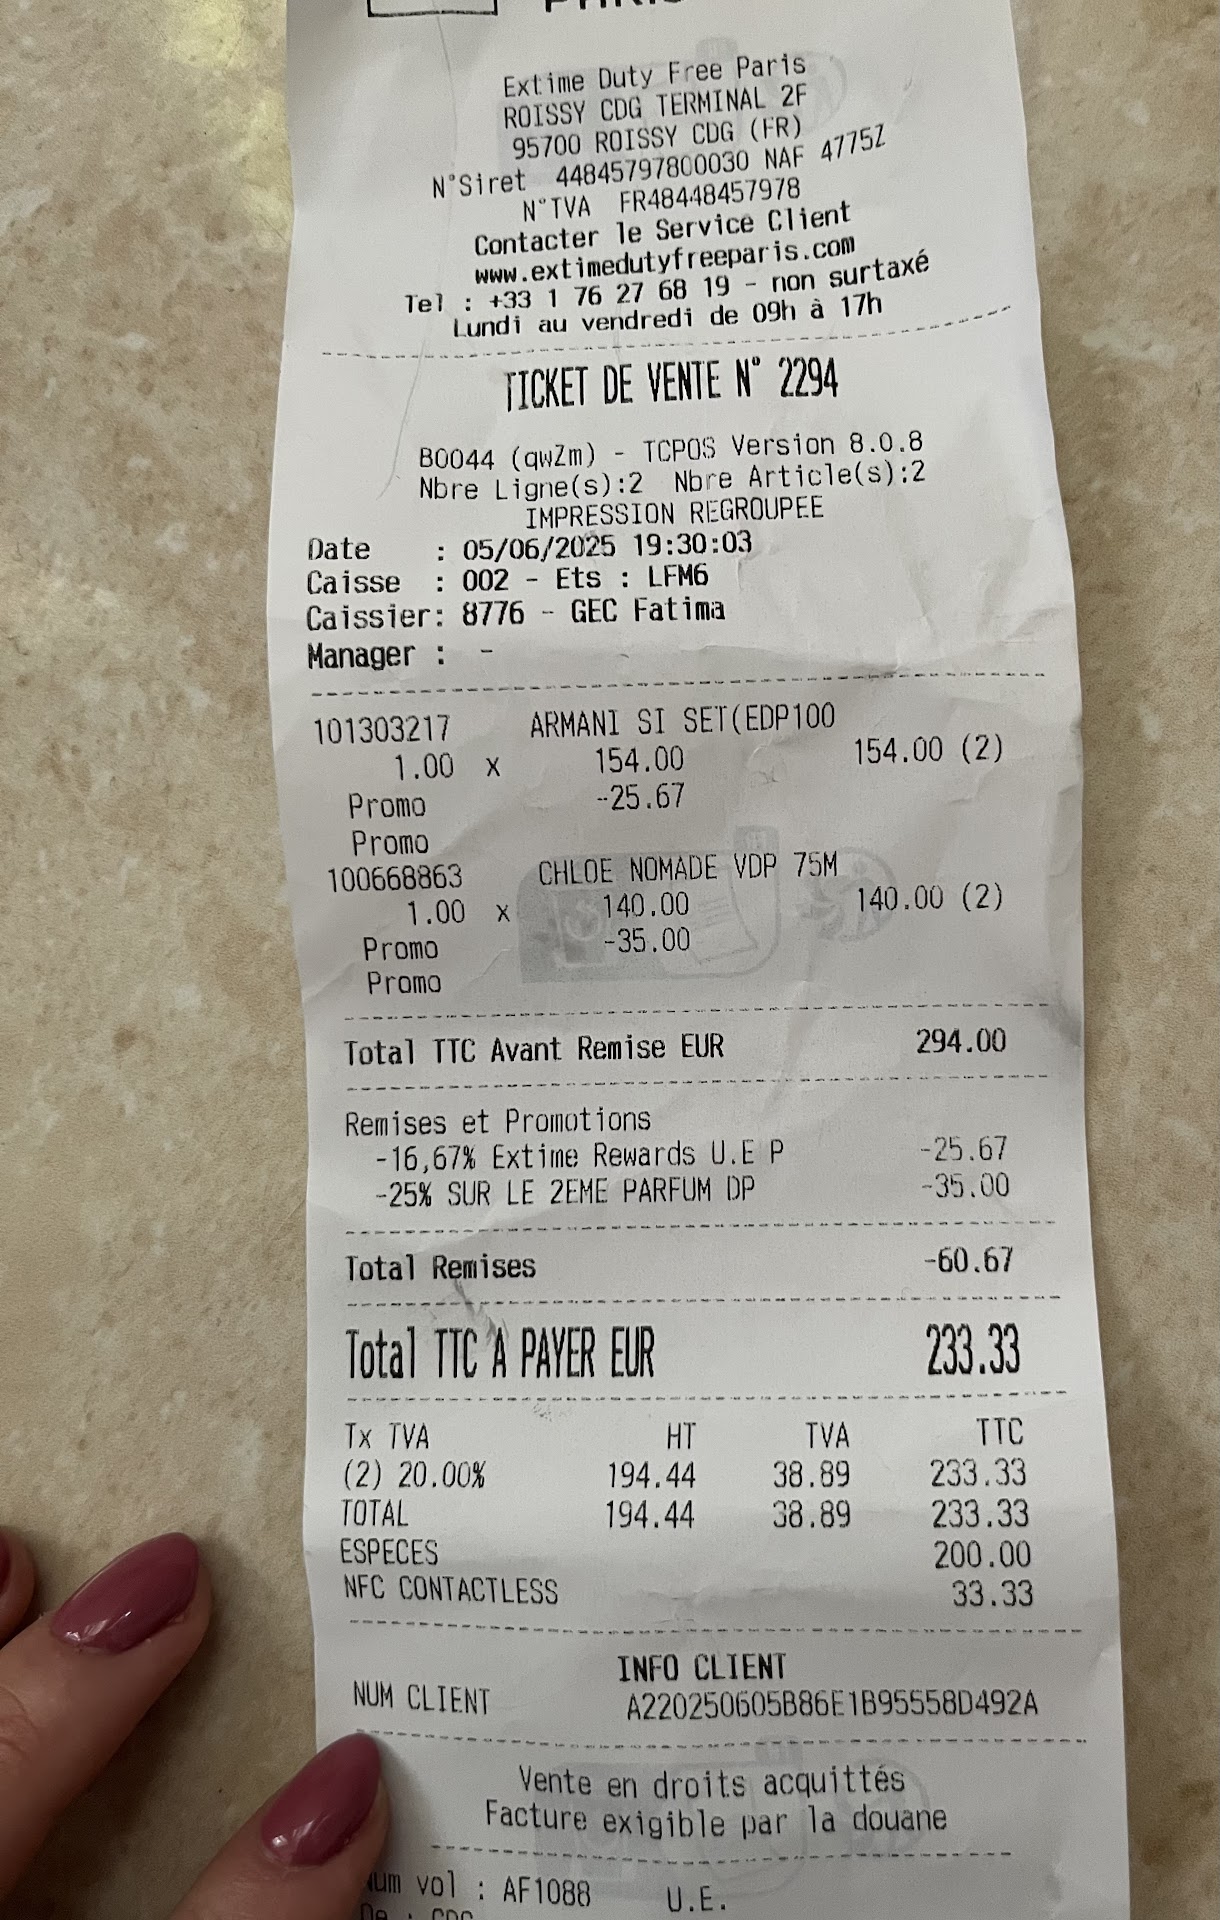 PARIS
Extime Duty Free Paris
ROISSY CDG TERMINAL 2F
95700 ROISSY CDG (FR)
N°Siret 44845797800030 NAF 4775Z
N°TVA FR48448457978
Contacter le Service Client
www.extimedutyfreeparis.com
Tel : +33 1 76 27 68 19 - non surtaxé
Lundi au vendredi de 09h à 17h
TICKET DE VENTE N° 2294
B0044 (qwZm) - TCPOS Version 8.0.8
Nbre Ligne(s):2 Nbre Article(s):2
IMPRESSION REGROUPEE
Date : 05/06/2025 19:30:03
Caisse : 002 - Ets : LFM6
Caissier: 8776 - GEC Fatima
Manager : -
101303217 ARMANI SI SET(EDP100
1.00 x 154.00 154.00 (2)
Promo -25.67
Promo
100668863 CHLOE NOMADE VDP 75M
1.00 x 140.00 140.00 (2)
Promo -35.00
Promo
Total TTC Avant Remise EUR 294.00
Remises et Promotions
-16,67% Extime Rewards U.E P -25.67
-25% SUR LE 2EME PARFUM DP -35.00
Total Remises -60.67
Total TTC A PAYER EUR 233.33
Tx TVA HT TVA TTC
(2) 20.00% 194.44 38.89 233.33
TOTAL 194.44 38.89 233.33
ESPECES 200.00
NFC CONTACTLESS 33.33
INFO CLIENT
NUM CLIENT A220250605B86E1B95558D492A
Vente en droits acquittés
Facture exigible par la douane
Num vol : AF1088 U.E.
De : CDG